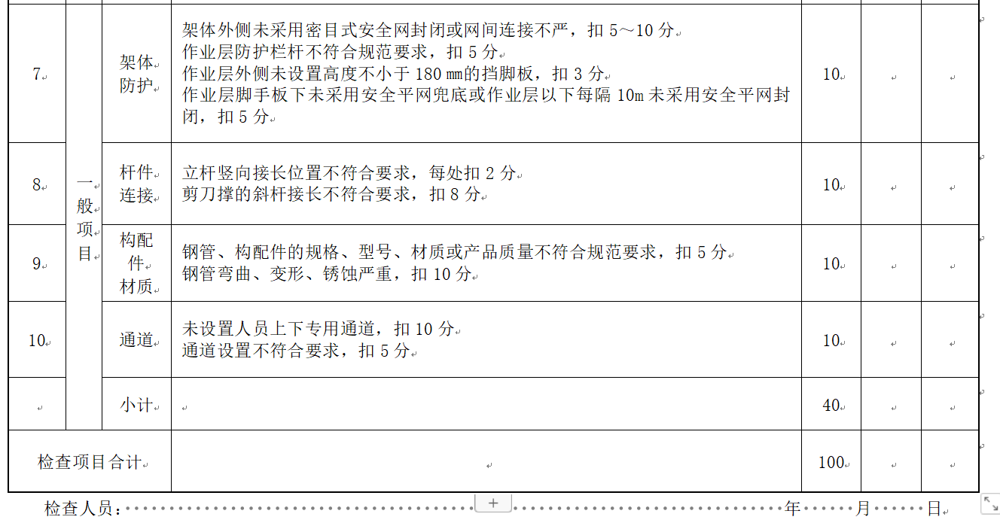 7
一
般
项
目
架体
防护
架体外侧未采用密目式安全网封闭或网间连接不严，扣 5～10 分
作业层防护栏杆不符合规范要求，扣 5 分
作业层外侧未设置高度不小于 180 ㎜的挡脚板，扣 3 分
作业层脚手板下未采用安全平网兜底或作业层以下每隔 10m 未采用安全平网封
闭，扣 5 分
10
8
杆件
连接
立杆竖向接长位置不符合要求，每处扣 2 分
剪刀撑的斜杆接长不符合要求，扣 8 分
10
9
构配
件
材质
钢管、构配件的规格、型号、材质或产品质量不符合规范要求，扣 5 分
钢管弯曲、变形、锈蚀严重，扣 10 分
10
10
通道
未设置人员上下专用通道，扣 10 分
通道设置不符合要求，扣 5 分
10
小计
40
检查项目合计
100
检查人员： 年 月 日